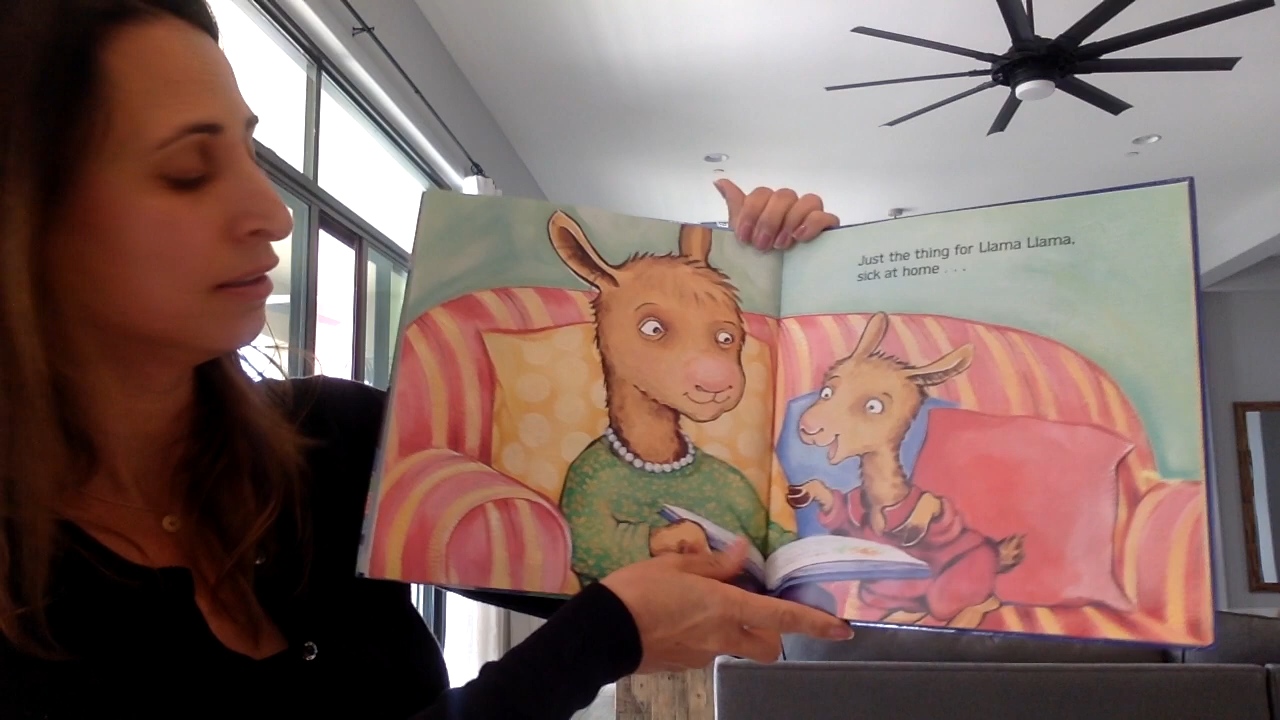 Just the thing for Llama Llama,
sick at home . . .